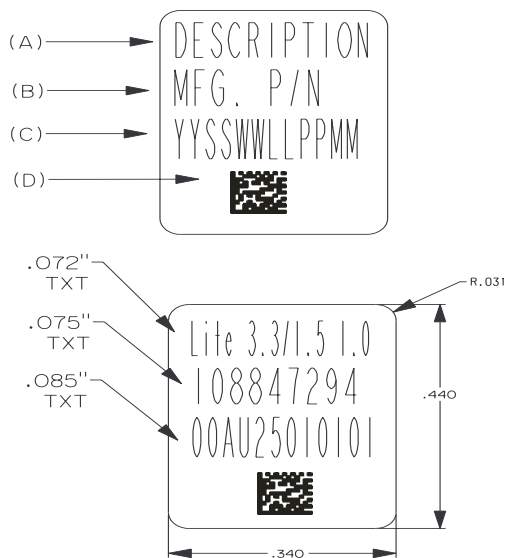 (A) DESCRIPTION
(B) MFG. P/N
(C) YYSSWWLLPPMM
(D)
.072"
TXT
R.031
Lite 3.3/1.5 1.0
.075"
TXT
108847294
.440
.085"
TXT
00AU25010101
.340